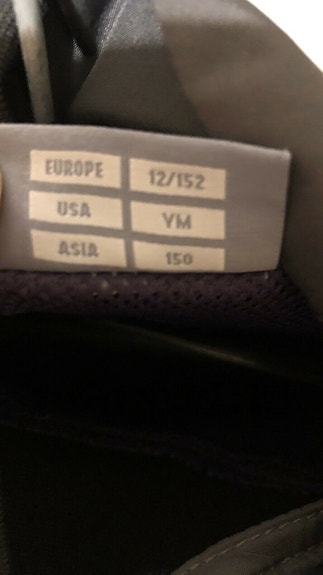 EUROPE 12/152
USA YM
ASIA 150